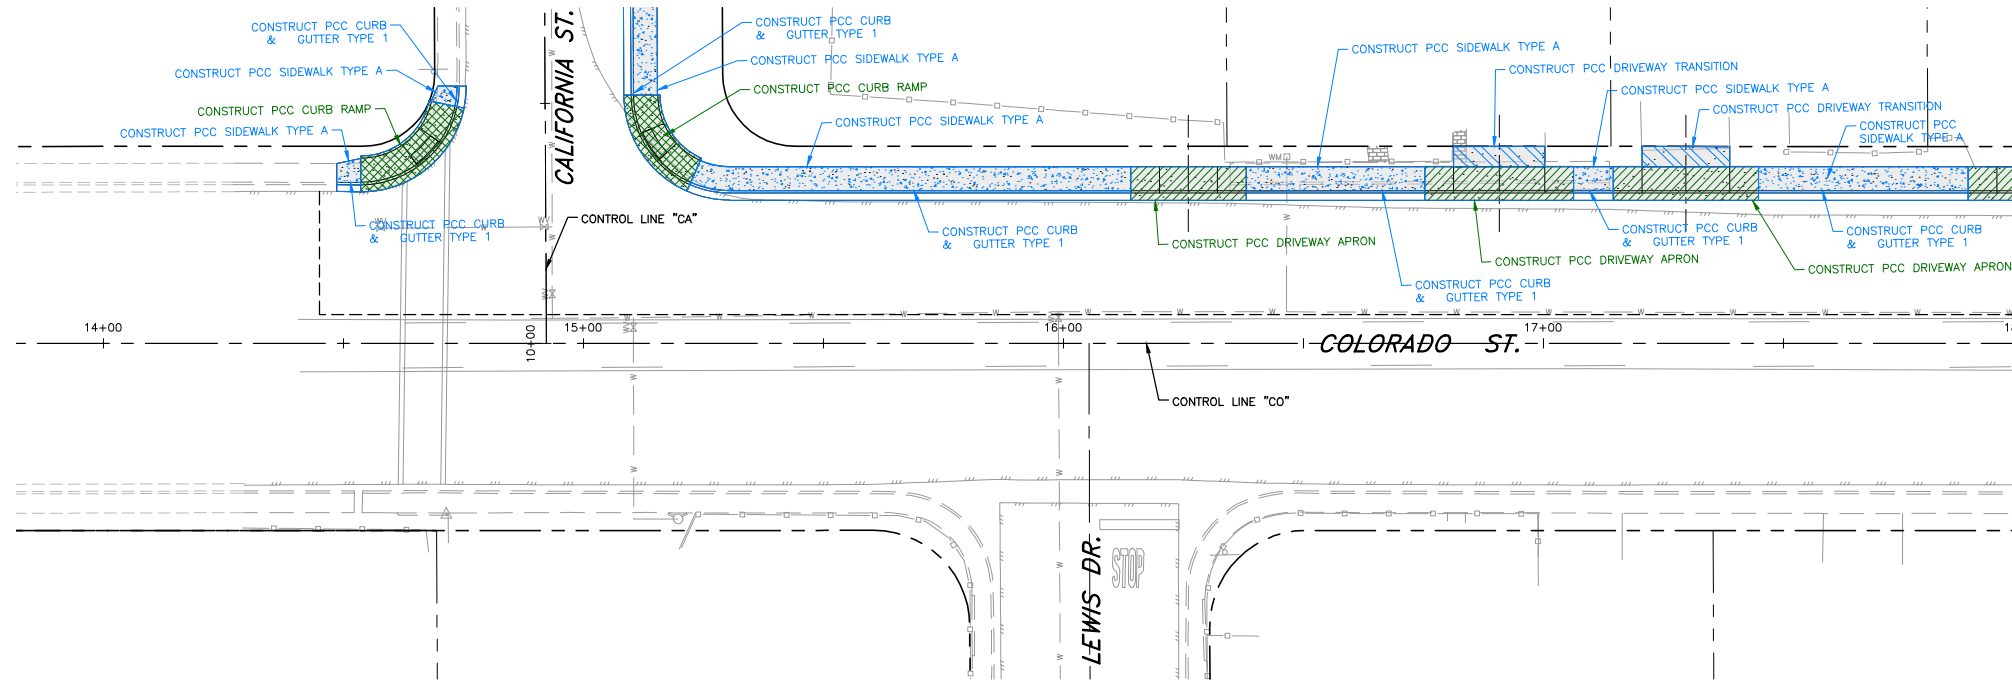 CONSTRUCT PCC CURB
& GUTTER TYPE 1
CONSTRUCT PCC SIDEWALK TYPE A
CONSTRUCT PCC CURB RAMP
CONSTRUCT PCC SIDEWALK TYPE A
CONSTRUCT PCC CURB
& GUTTER TYPE 1
CALIFORNIA ST.
CONSTRUCT PCC CURB
& GUTTER TYPE 1
CONSTRUCT PCC SIDEWALK TYPE A
CONSTRUCT PCC CURB RAMP
CONSTRUCT PCC SIDEWALK TYPE A
CONSTRUCT PCC SIDEWALK TYPE A
CONSTRUCT PCC DRIVEWAY TRANSITION
CONSTRUCT PCC SIDEWALK TYPE A
CONSTRUCT PCC DRIVEWAY TRANSITION
CONSTRUCT PCC
SIDEWALK TYPE A
WM
WV
WV
CONTROL LINE "CA"
CONSTRUCT PCC CURB
& GUTTER TYPE 1
CONSTRUCT PCC DRIVEWAY APRON
CONSTRUCT PCC CURB
& GUTTER TYPE 1
CONSTRUCT PCC DRIVEWAY APRON
CONSTRUCT PCC CURB
& GUTTER TYPE 1
CONSTRUCT PCC CURB
& GUTTER TYPE 1
CONSTRUCT PCC DRIVEWAY APRON
14+00
10+00
15+00
16+00
17+00
18
COLORADO ST.
CONTROL LINE "CO"
LEWIS DR.
STOP